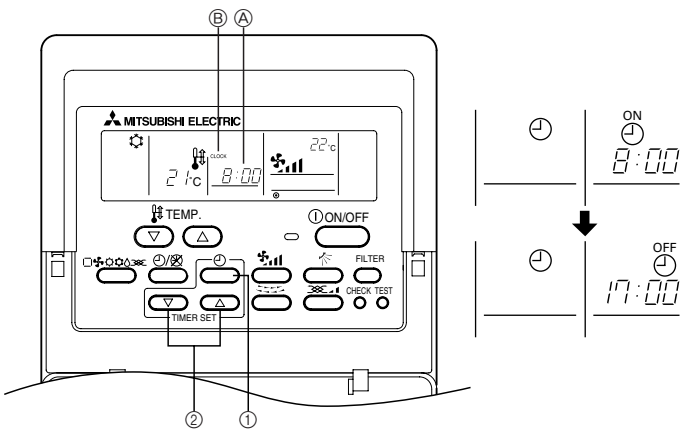 Ⓑ Ⓐ
MITSUBISHI ELECTRIC
CLOCK
22°C
21°C
8:00
TEMP.
ON/OFF
FILTER
CHECK TEST
TIMER SET
② ①
ON
8:00
OFF
17:00